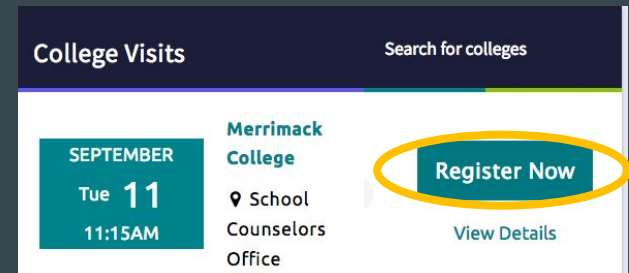 College Visits
Search for colleges
SEPTEMBER
Tue 11
11:15AM
Merrimack
College
School
Counselors
Office
Register Now
View Details